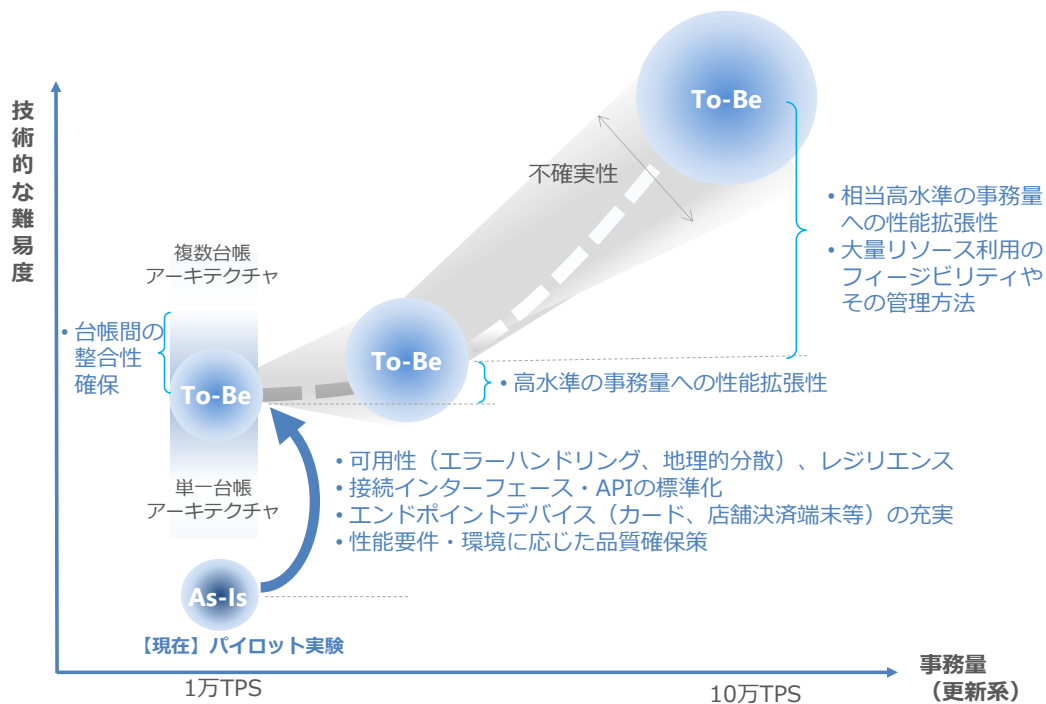 技術的な難易度
To-Be
不確実性
・相当高水準の事務量
への性能拡張性
・大量リソース利用の
フィージビリティや
その管理方法
複数台帳
アーキテクチャ
・台帳間の
整合性
確保
To-Be
To-Be
・高水準の事務量への性能拡張性
単一台帳
アーキテクチャ
・可用性（エラーハンドリング、地理的分散）、レジリエンス
・接続インターフェース・APIの標準化
・エンドポイントデバイス（カード、店舗決済端末等）の充実
・性能要件・環境に応じた品質確保策
As-Is
【現在】パイロット実験
1万TPS
10万TPS
事務量
（更新系）